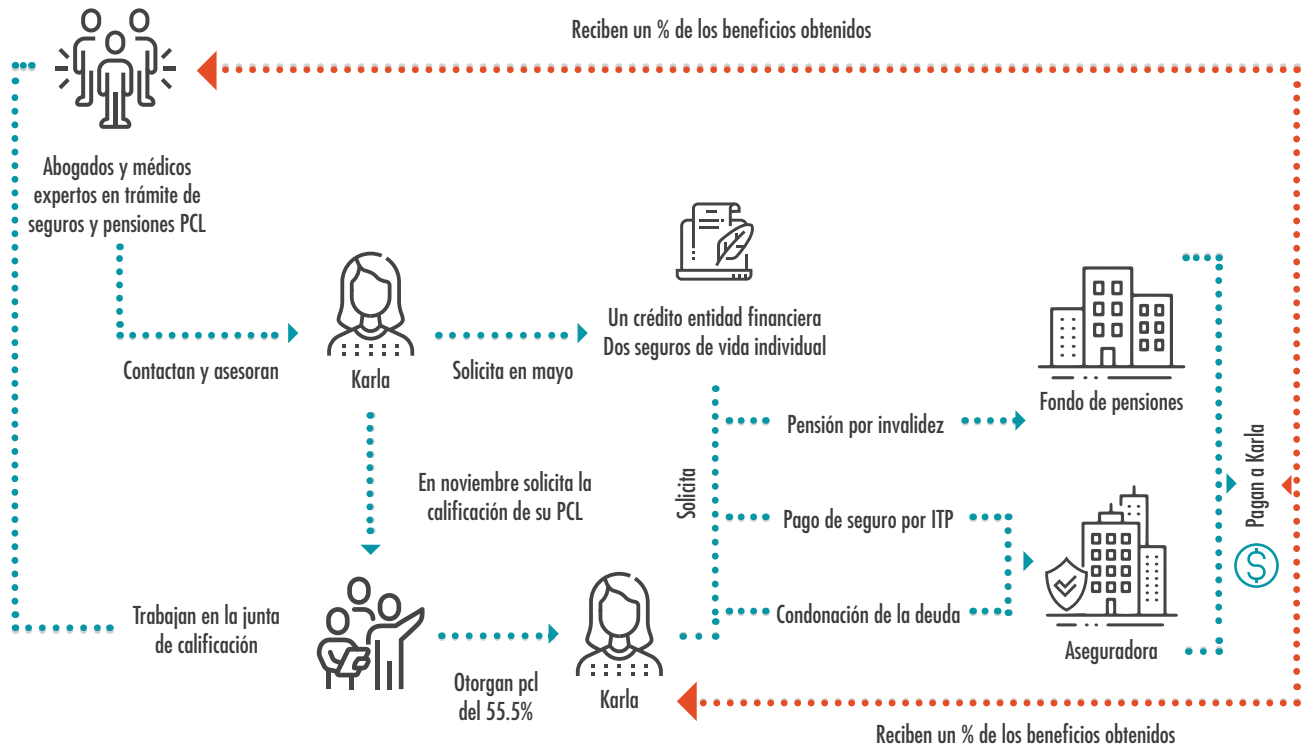 Reciben un % de los beneficios obtenidos
Abogados y médicos
expertos en trámite de
seguros y pensiones PCL
Contactan y asesoran
Karla
Solicita en mayo
Un crédito entidad financiera
Dos seguros de vida individual
Fondo de pensiones
Pensión por invalidez
En noviembre solicita la
calificación de su PCL
Solicita
Pago de seguro por ITP
Pagan a Karla
$
Condonación de la deuda
Aseguradora
Trabajan en la junta
de calificación
Otorgan pcl
del 55.5%
Karla
Reciben un % de los beneficios obtenidos